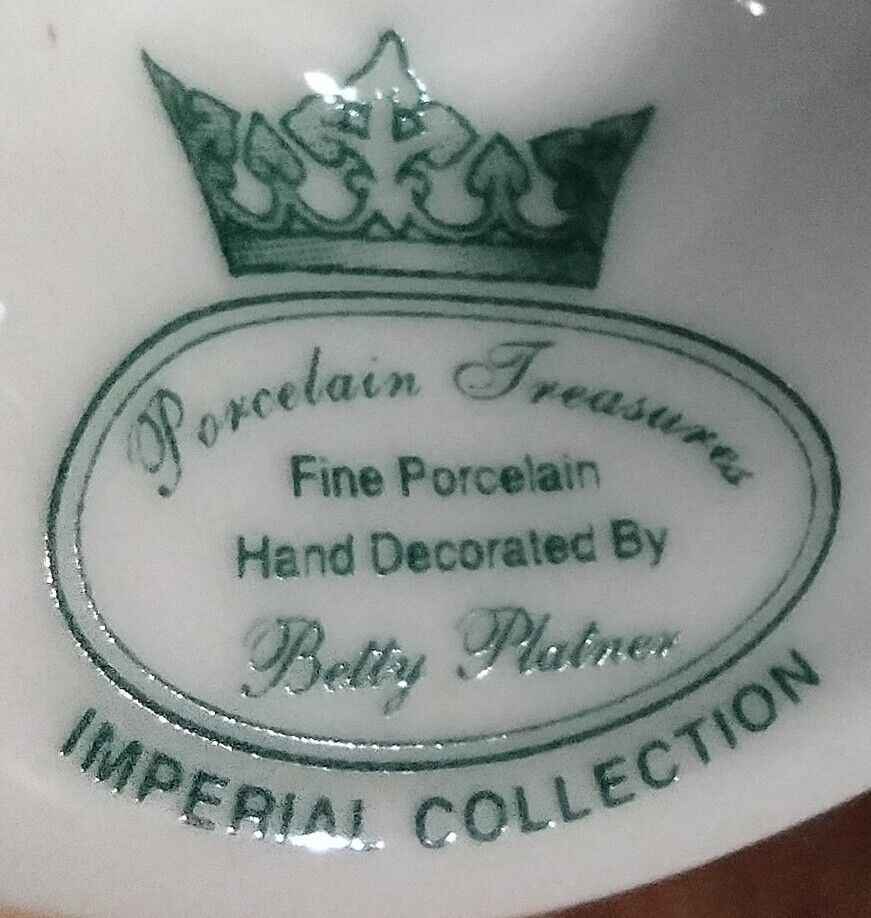 Porcelain Treasures
Fine Porcelain
Hand Decorated By
Betty Platner
IMPERIAL COLLECTION